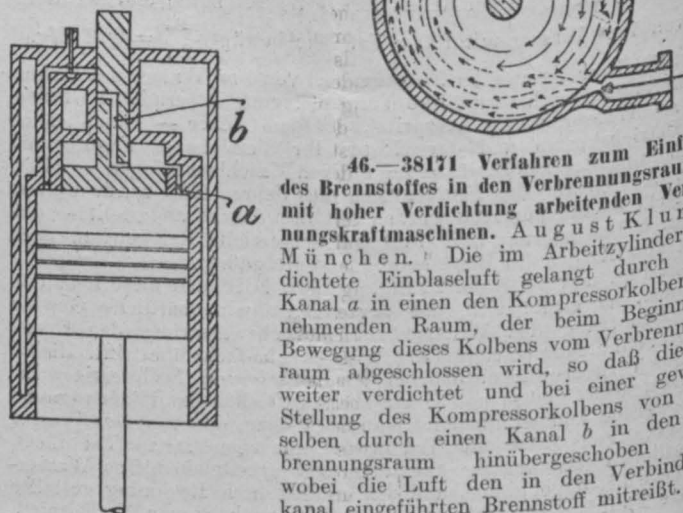 b
a
46.—38171 Verfahren zum Einf
des Brennstoffes in den Verbrennungsrau
mit hoher Verdichtung arbeitenden Ve
nungskraftmaschinen. August Klu
München. Die im Arbeitzylinder
dichtete Einblaseluft gelangt durch
Kanal a in einen den Kompressorkolben
nehmenden Raum, der beim Beginn
Bewegung dieses Kolbens vom Verbrenn
raum abgeschlossen wird, so daß die
weiter verdichtet und bei einer gew
Stellung des Kompressorkolbens von
selben durch einen Kanal b in den
brennungsraum hinübergeschoben
wobei die Luft den in den Verbind
kanal eingeführten Brennstoff mitreißt.